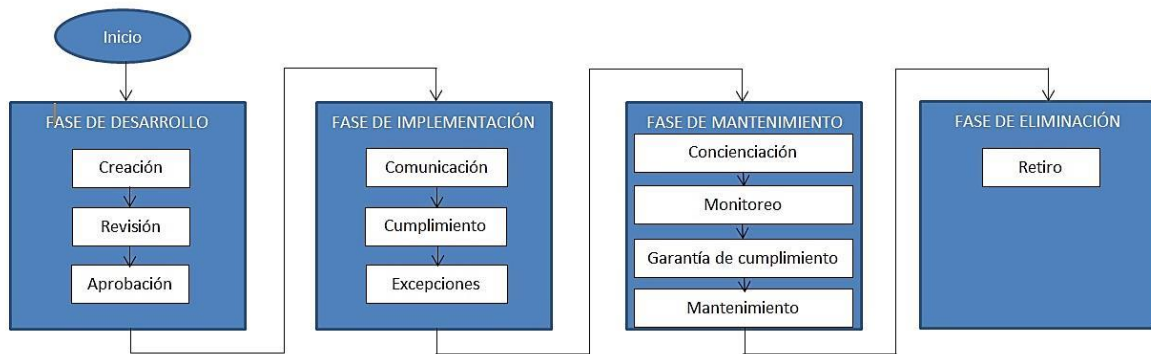 Inicio
FASE DE DESARROLLO
Creación
Revisión
Aprobación
FASE DE IMPLEMENTACIÓN
Comunicación
Cumplimiento
Excepciones
FASE DE MANTENIMIENTO
Concienciación
Monitoreo
Garantía de cumplimiento
Mantenimiento
FASE DE ELIMINACIÓN
Retiro